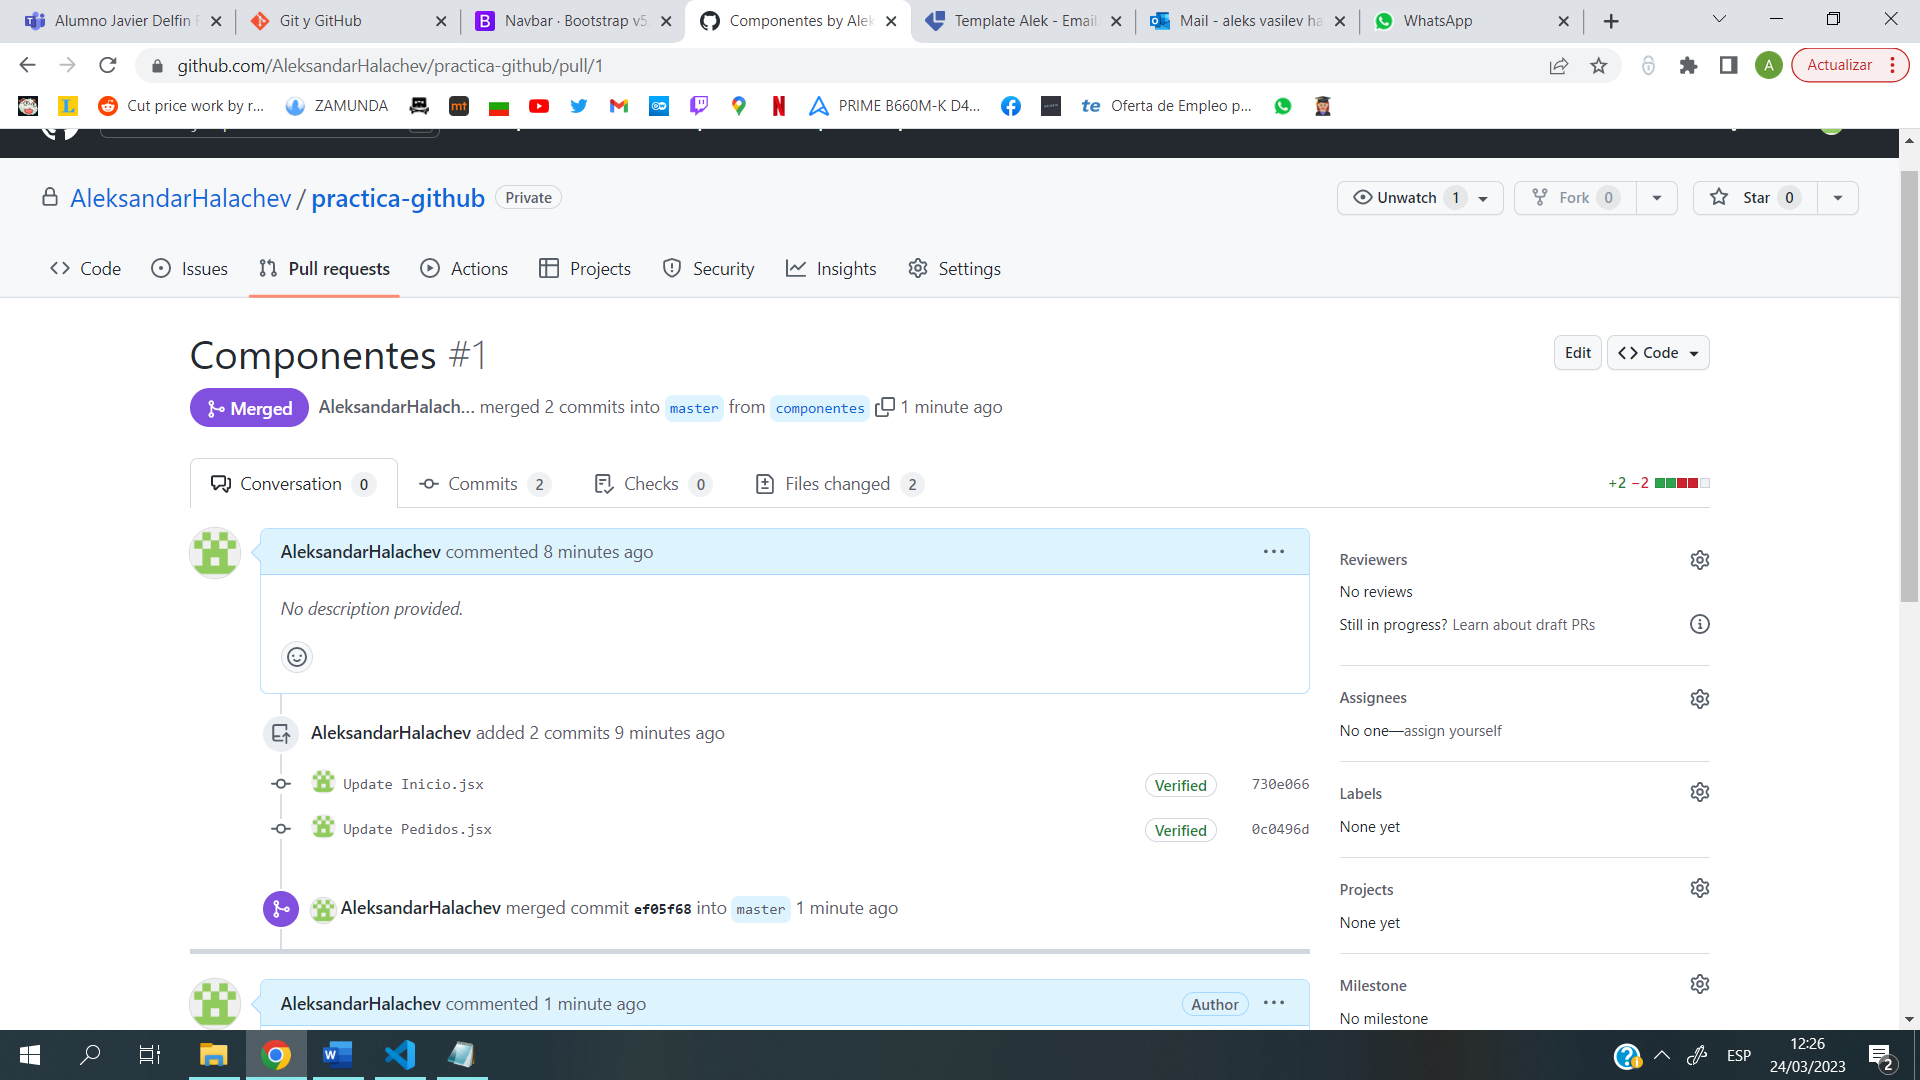 Alumno Javier Delfin
Git y GitHub
Navbar · Bootstrap v5
Componentes by Alek
Template Alek - Email
Mail - aleks vasilev ha
WhatsApp
github.com/AleksandarHalachev/practica-github/pull/1
A
Actualizar
Cut price work by r...
ZAMUNDA
PRIME B660M-K D4...
Oferta de Empleo p...
AleksandarHalachev / practica-github
Private
Unwatch 1
Fork 0
Star 0
Code
Issues
Pull requests
Actions
Projects
Security
Insights
Settings
Componentes #1
Edit
Code
Merged
AleksandarHalach... merged 2 commits into master from componentes 1 minute ago
Conversation 0
Commits 2
Checks 0
Files changed 2
+2 −2
AleksandarHalachev commented 8 minutes ago
No description provided.
AleksandarHalachev added 2 commits 9 minutes ago
Update Inicio.jsx
Verified
730e066
Update Pedidos.jsx
Verified
0c0496d
AleksandarHalachev merged commit ef05f68 into master 1 minute ago
AleksandarHalachev commented 1 minute ago
Author
Reviewers
No reviews
Still in progress? Learn about draft PRs
Assignees
No one—assign yourself
Labels
None yet
Projects
None yet
Milestone
No milestone
ESP
12:26
24/03/2023
2